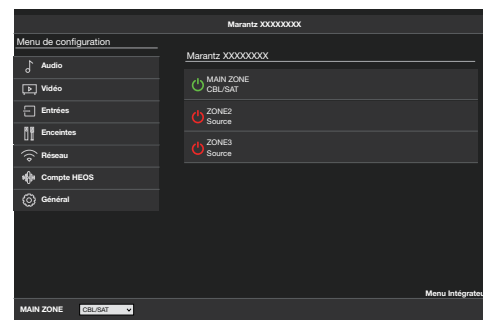 Marantz XXXXXXXX
Menu de configuration
Audio
Vidéo
Entrées
Enceintes
Réseau
Compte HEOS
Général
Marantz XXXXXXXX
MAIN ZONE
CBL/SAT
ZONE2
Source
ZONE3
Source
Menu Intégrateu
MAIN ZONE CBL/SAT